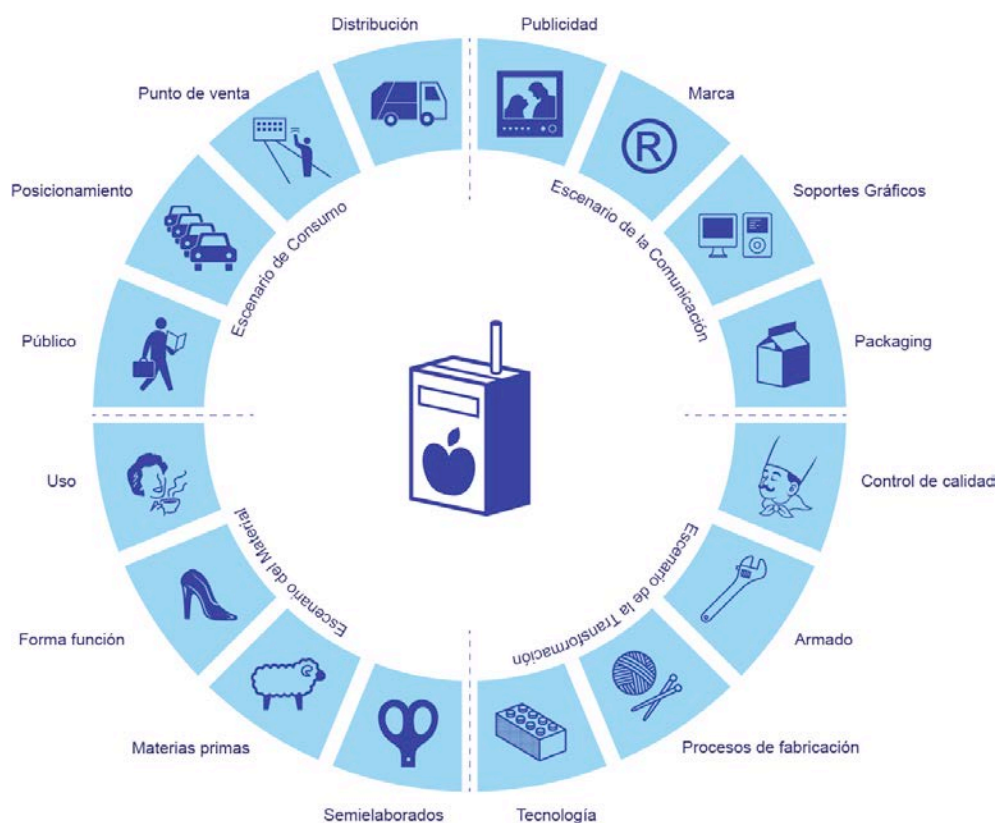 Distribución
Publicidad
Punto de venta
Marca
Posicionamiento
Soportes Gráficos
Escenario de Consumo
Escenario de la Comunicación
®
Público
Packaging
Uso
Control de calidad
Escenario del Material
Escenario de la Transformación
Forma función
Armado
Materias primas
Procesos de fabricación
Semielaborados
Tecnología